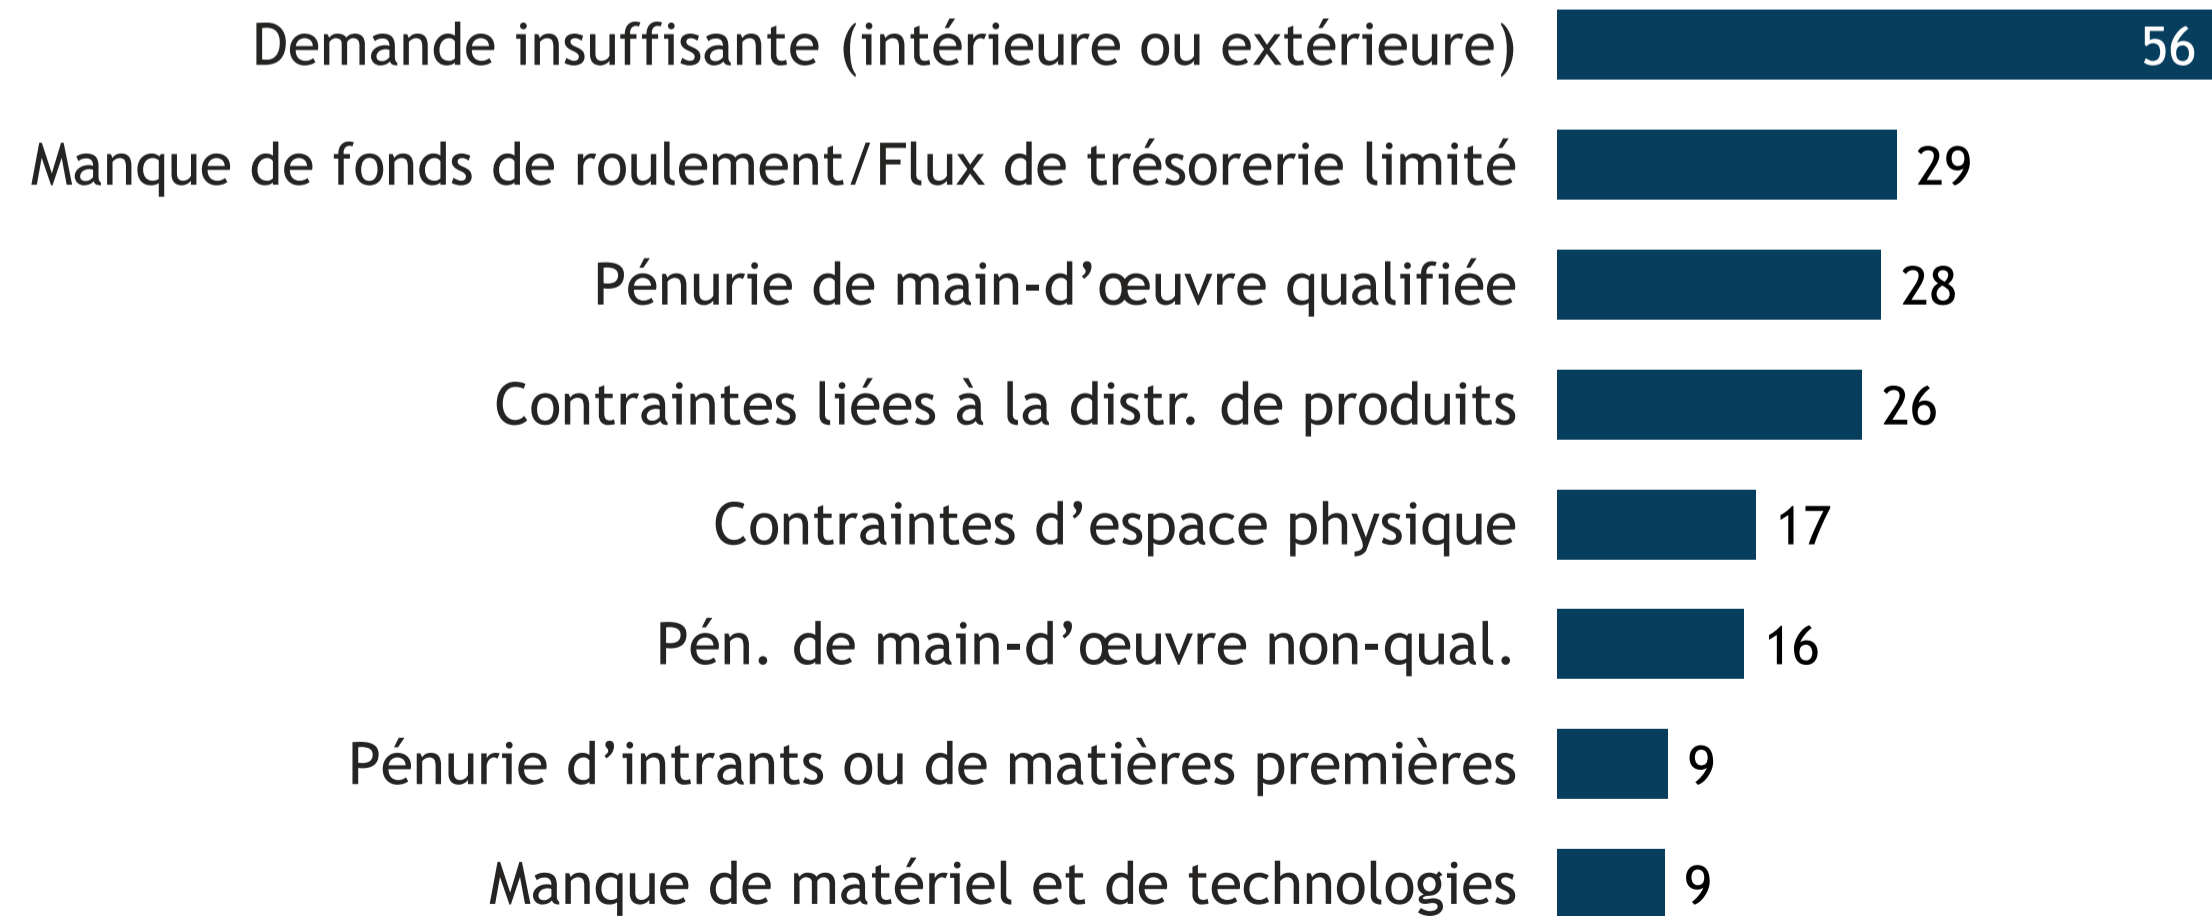 Demande insuffisante (intérieure ou extérieure) 56
Manque de fonds de roulement/Flux de trésorerie limité 29
Pénurie de main-d’œuvre qualifiée 28
Contraintes liées à la distr. de produits 26
Contraintes d’espace physique 17
Pén. de main-d’œuvre non-qual. 16
Pénurie d’intrants ou de matières premières 9
Manque de matériel et de technologies 9